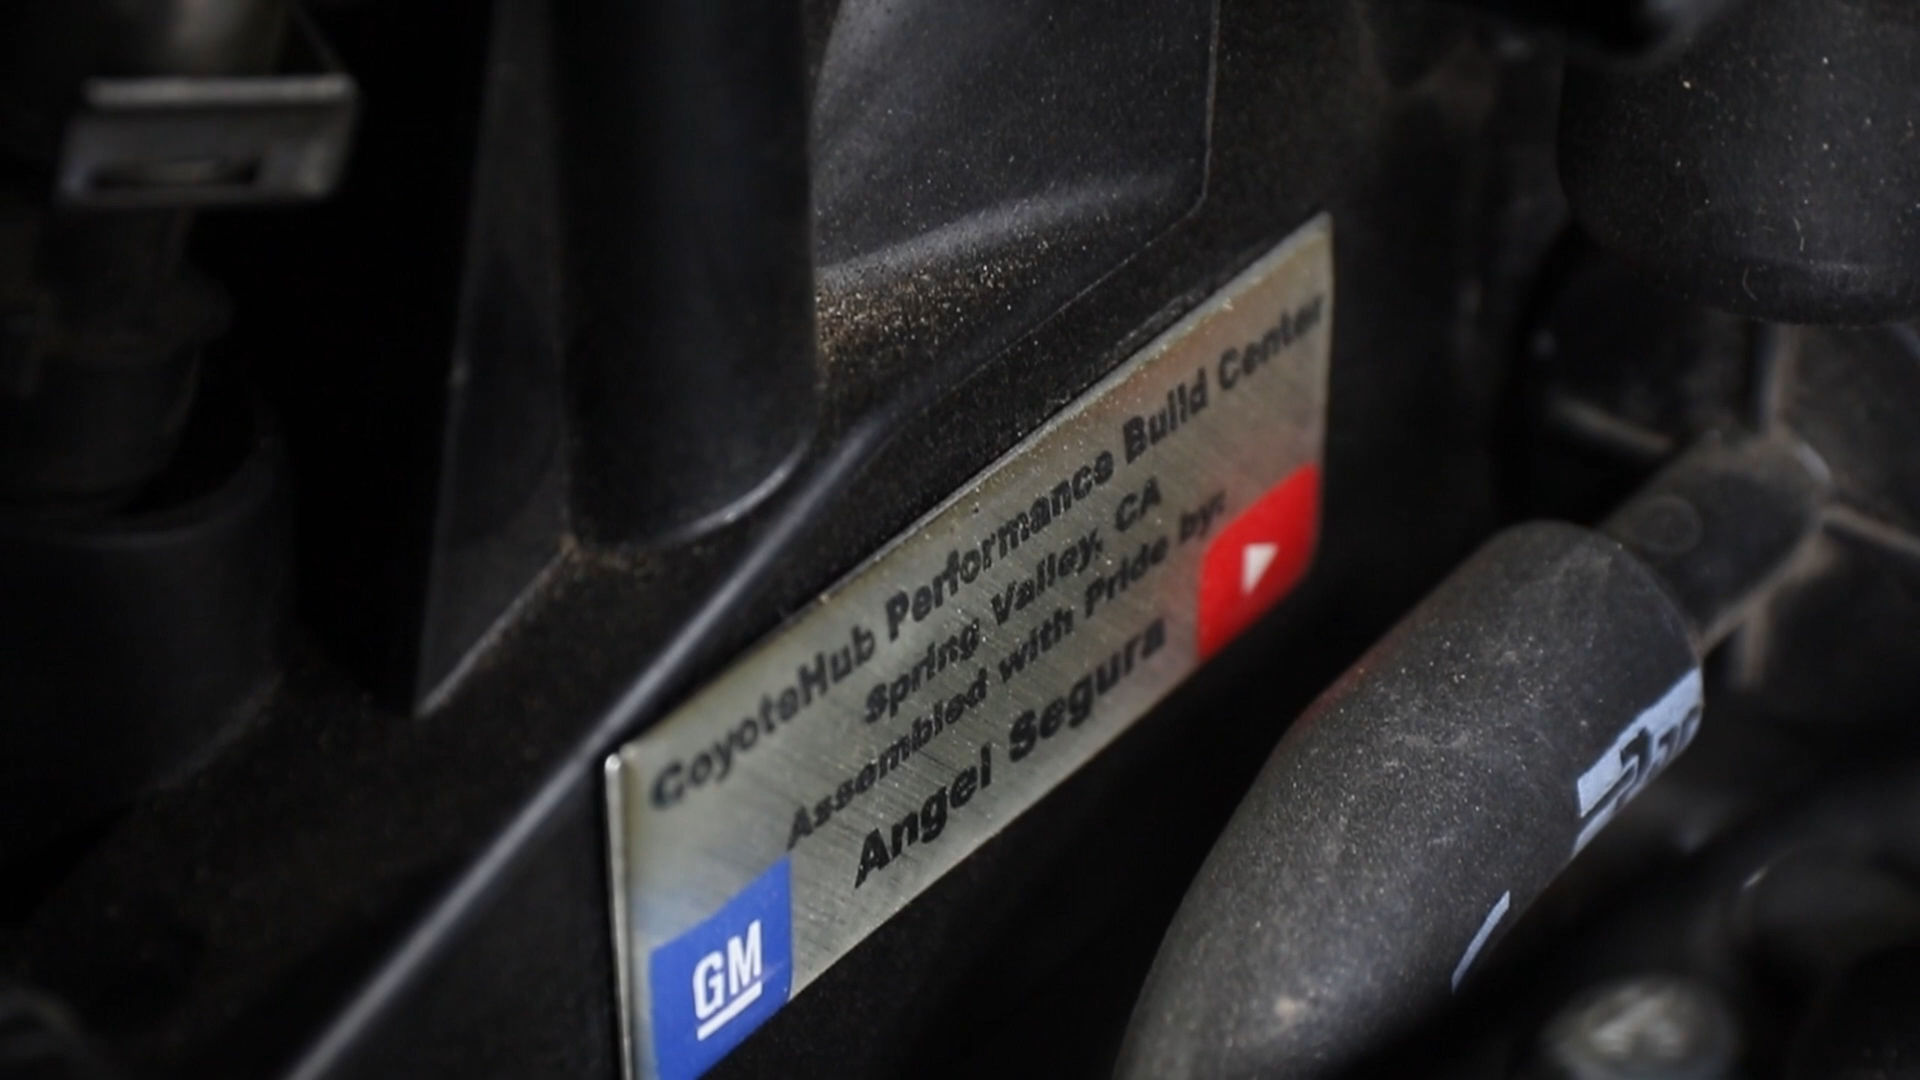 CoyoteHub Performance Build Center
Spring Valley, CA
Assembled with Pride by:
Angel Segura
GM